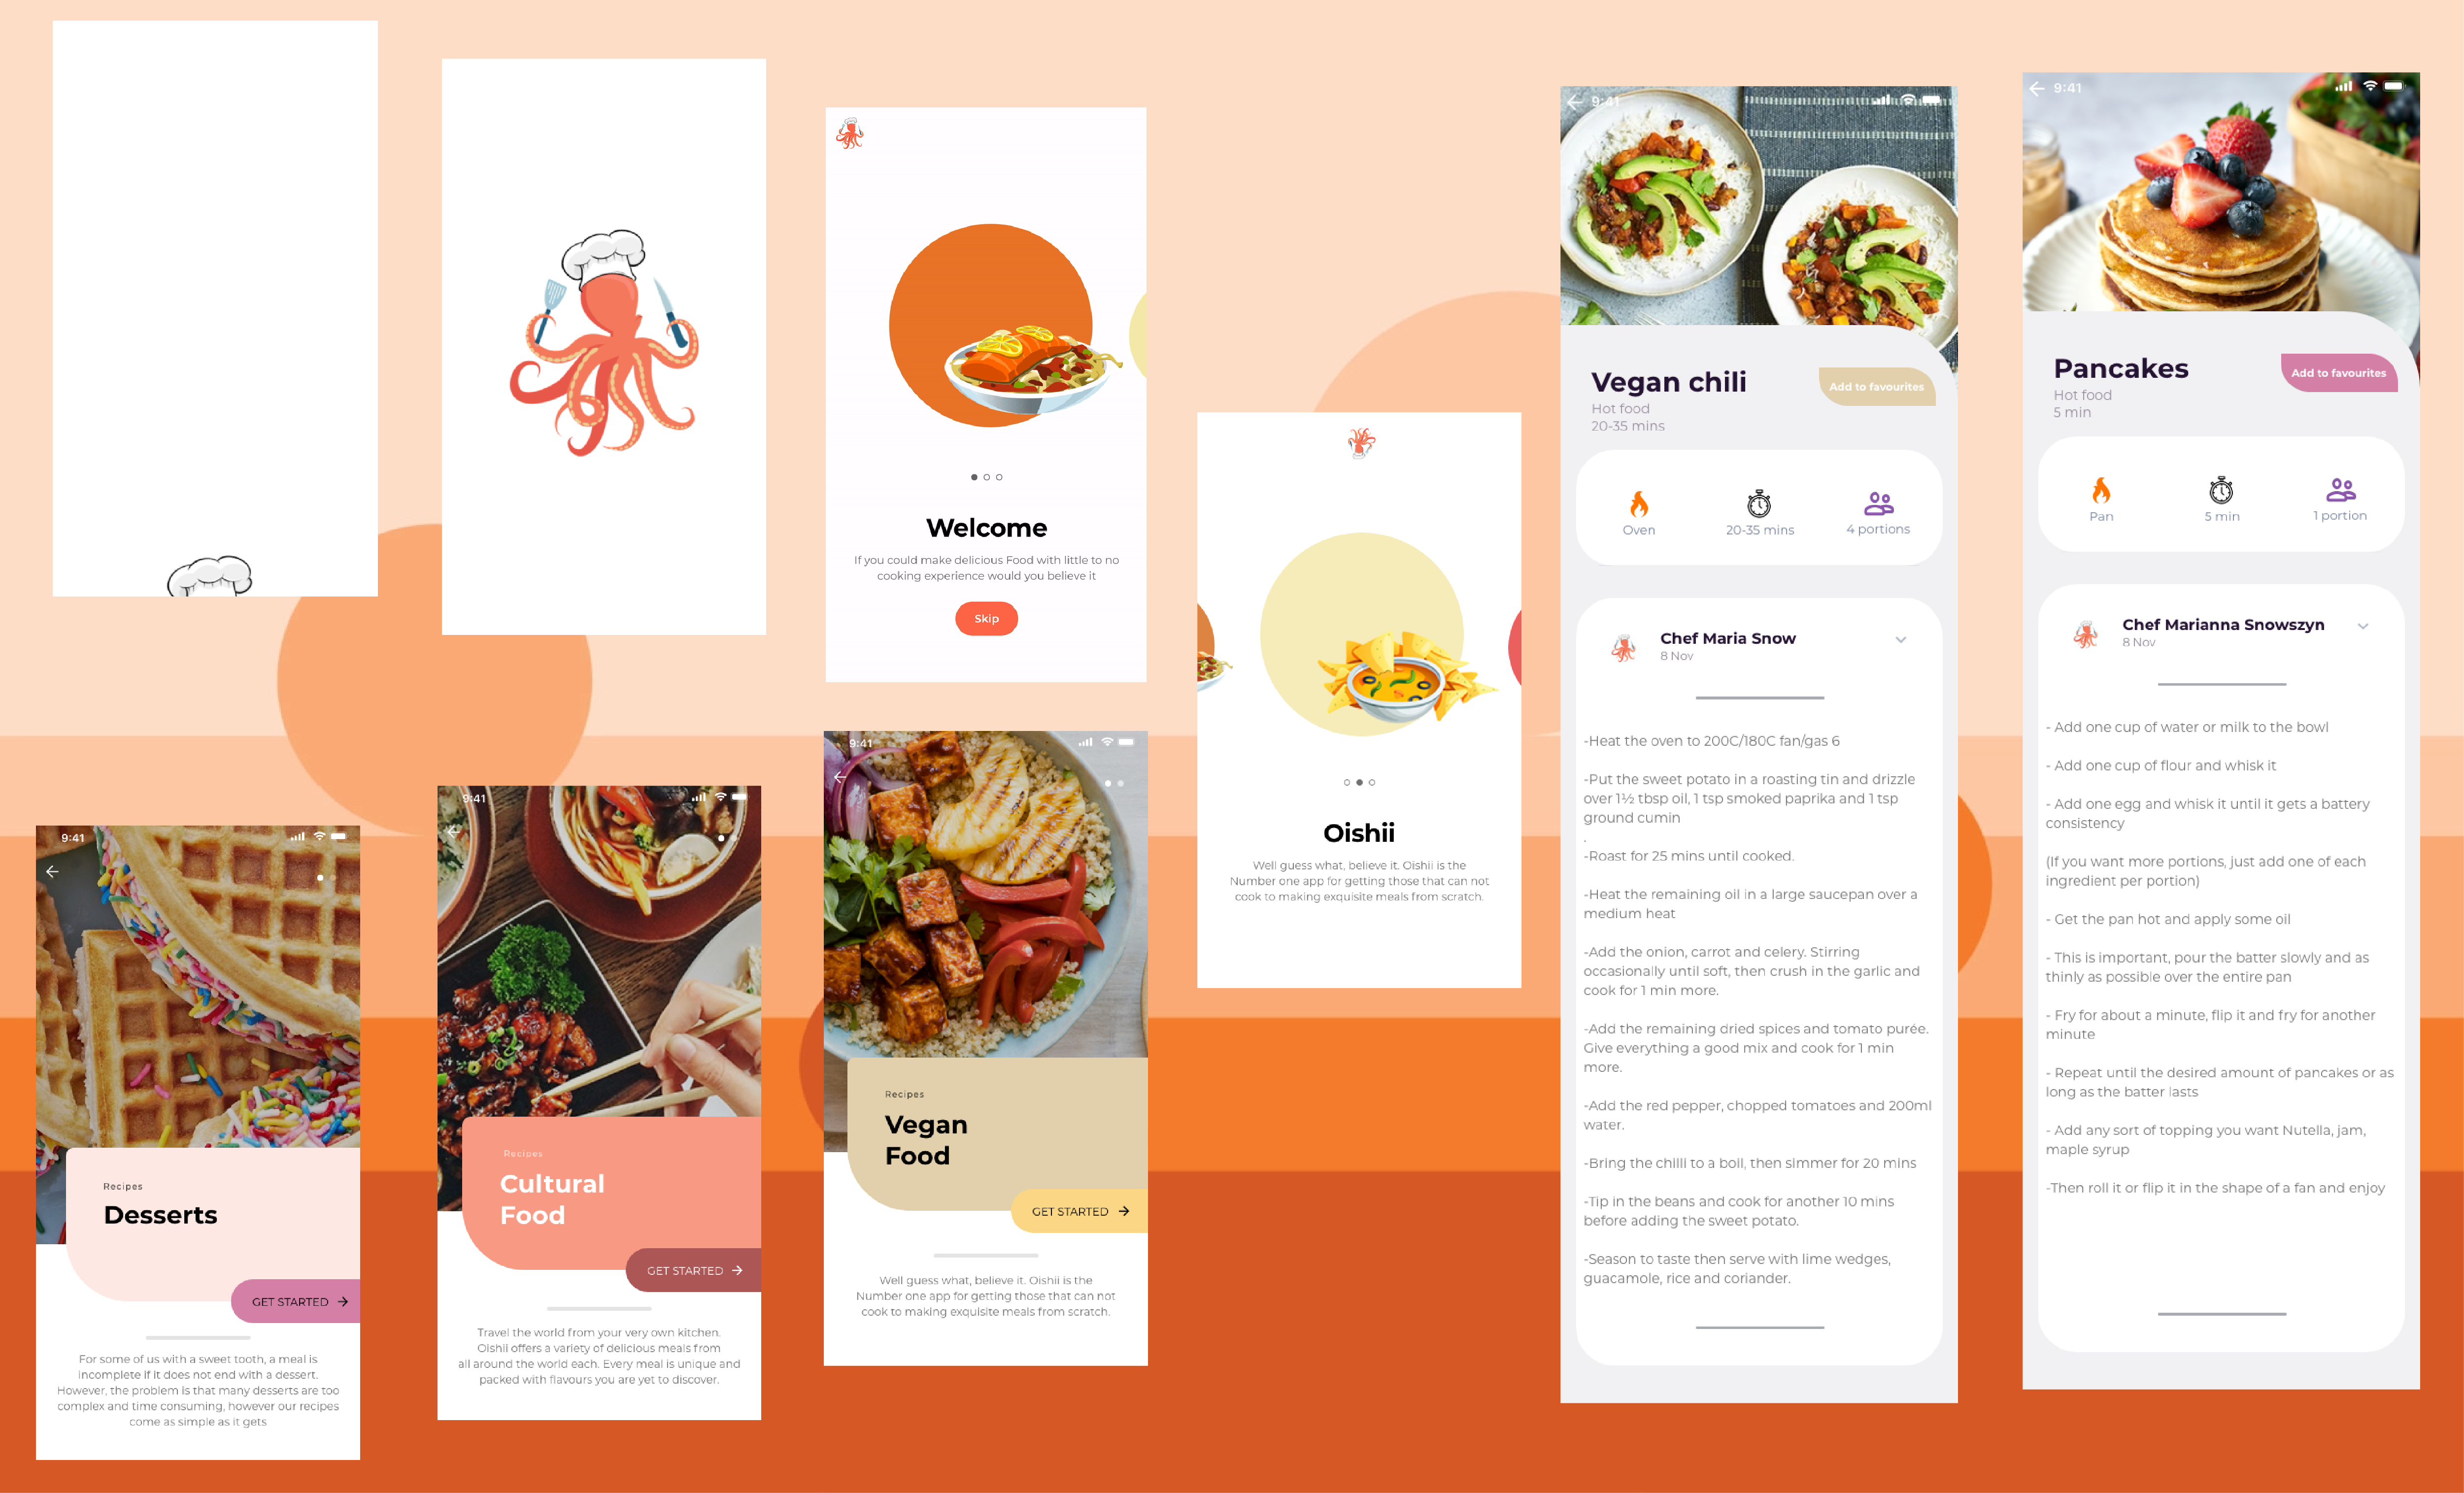 Welcome
If you could make delicious Food with little to no
cooking experience would you believe it
Skip
Oishii
Well guess what, believe it. Oishii is the
Number one app for getting those that can not
cook to making exquisite meals from scratch.
9:41
Recipes
Desserts
GET STARTED
For some of us with a sweet tooth, a meal is
incomplete if it does not end with a dessert.
However, the problem is that many desserts are too
complex and time consuming, however our recipes
come as simple as it gets
9:41
Recipes
Cultural
Food
GET STARTED
Travel the world from your very own kitchen.
Oishii offers a variety of delicious meals from
all around the world each. Every meal is unique and
packed with flavours you are yet to discover.
9:41
Recipes
Vegan
Food
GET STARTED
Well guess what, believe it. Oishii is the
Number one app for getting those that can not
cook to making exquisite meals from scratch.
9:41
Vegan chili
Add to favourites
Hot food
20-35 mins
Oven
20-35 mins
4 portions
Chef Maria Snow
8 Nov
-Heat the oven to 200C/180C fan/gas 6
-Put the sweet potato in a roasting tin and drizzle
over 1½ tbsp oil, 1 tsp smoked paprika and 1 tsp
ground cumin
.
-Roast for 25 mins until cooked.
-Heat the remaining oil in a large saucepan over a
medium heat
-Add the onion, carrot and celery. Stirring
occasionally until soft, then crush in the garlic and
cook for 1 min more.
-Add the remaining dried spices and tomato purée.
Give everything a good mix and cook for 1 min
more.
-Add the red pepper, chopped tomatoes and 200ml
water.
-Bring the chilli to a boil, then simmer for 20 mins
-Tip in the beans and cook for another 10 mins
before adding the sweet potato.
-Season to taste then serve with lime wedges,
guacamole, rice and coriander.
9:41
Pancakes
Add to favourites
Hot food
5 min
Pan
5 min
1 portion
Chef Marianna Snowszyn
8 Nov
- Add one cup of water or milk to the bowl
- Add one cup of flour and whisk it
- Add one egg and whisk it until it gets a battery
consistency
(If you want more portions, just add one of each
ingredient per portion)
- Get the pan hot and apply some oil
- This is important, pour the batter slowly and as
thinly as possible over the entire pan
- Fry for about a minute, flip it and fry for another
minute
- Repeat until the desired amount of pancakes or as
long as the batter lasts
- Add any sort of topping you want Nutella, jam,
maple syrup
-Then roll it or flip it in the shape of a fan and enjoy